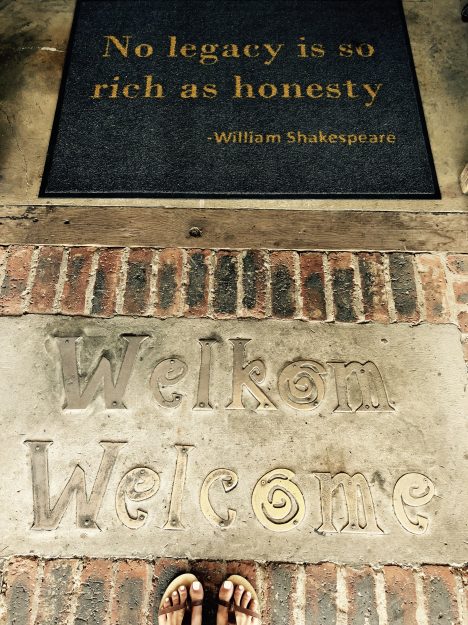 No legacy is so
rich as honesty
-William Shakespeare
Welkom
Welcome